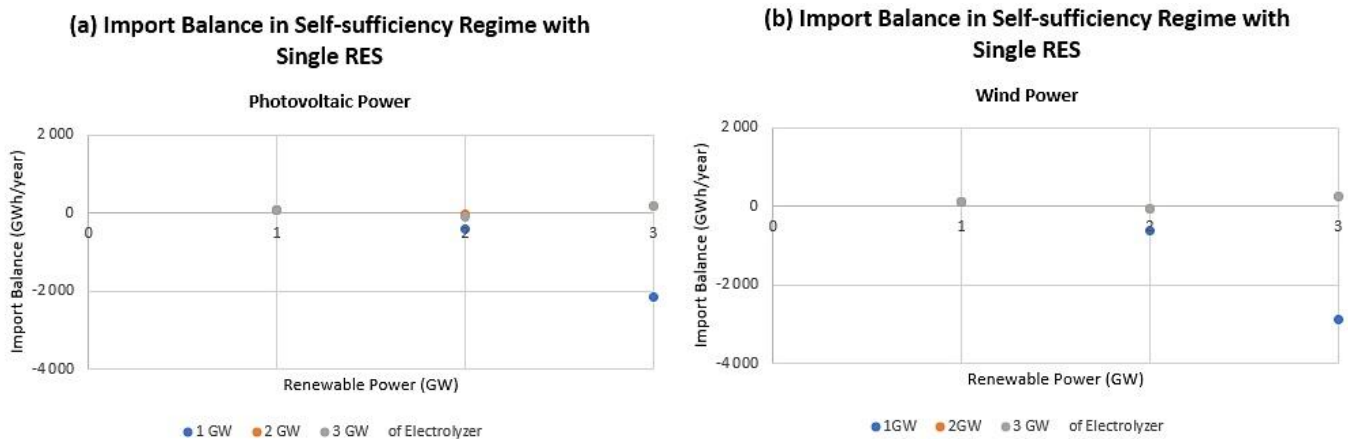 (a) Import Balance in Self-sufficiency Regime with
Single RES
Photovoltaic Power
Import Balance (GWh/year)
2 000
0
-2 000
-4 000
0 1 2 3
Renewable Power (GW)
1 GW 2 GW 3 GW of Electrolyzer
(b) Import Balance in Self-sufficiency Regime with
Single RES
Wind Power
Import Balance (GWh/year)
2 000
0
-2 000
-4 000
0 1 2 3
Renewable Power (GW)
1GW 2GW 3 GW of Electrolyzer